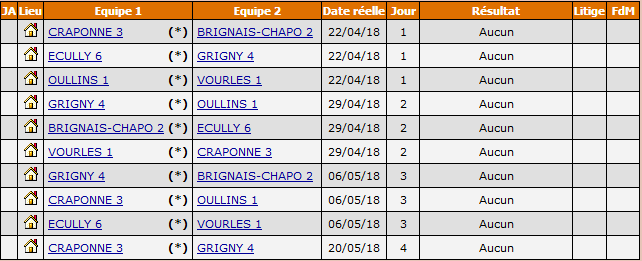 JA Lieu Equipe 1 Equipe 2 Date réelle Jour Résultat Litige FdM
CRAPONNE 3 (*) BRIGNAIS-CHAPO 2 22/04/18 1 Aucun
ECULLY 6 (*) GRIGNY 4 22/04/18 1 Aucun
OULLINS 1 (*) VOURLES 1 22/04/18 1 Aucun
GRIGNY 4 (*) OULLINS 1 29/04/18 2 Aucun
BRIGNAIS-CHAPO 2 (*) ECULLY 6 29/04/18 2 Aucun
VOURLES 1 (*) CRAPONNE 3 29/04/18 2 Aucun
GRIGNY 4 (*) BRIGNAIS-CHAPO 2 06/05/18 3 Aucun
CRAPONNE 3 (*) OULLINS 1 06/05/18 3 Aucun
ECULLY 6 (*) VOURLES 1 06/05/18 3 Aucun
CRAPONNE 3 (*) GRIGNY 4 20/05/18 4 Aucun